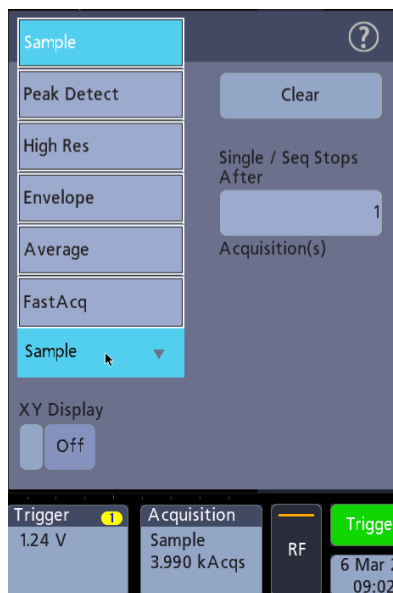 Sample
?
Peak Detect
Clear
High Res
Single / Seq Stops
After
Envelope
1
Average
Acquisition(s)
FastAcq
Sample
XY Display
Off
Trigger 1
1.24 V
Acquisition
Sample
3.990 kAcqs
RF
Trigge
6 Mar
09:02